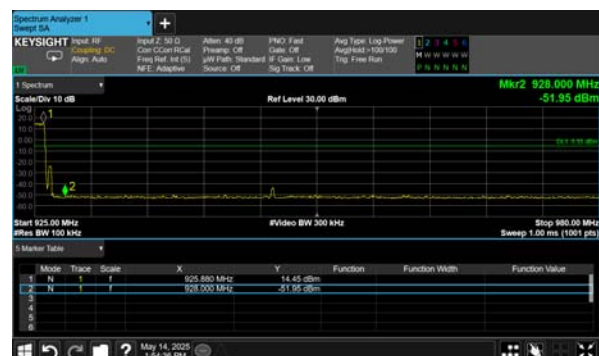 Spectrum Analyzer 1
Swept SA
+
KEYSIGHT Input: RF Input Z: 50 Ω Atten: 40 dB PNO: Fast Avg Type: Log-Power 1 2 3 4 5 6
Coupling: DC Corr CCorr RCal Preamp: Off Gate: Off Avg|Hold:>100/100 M W W W W W
Align: Auto Freq Ref: Int (S) µW Path: Standard IF Gain: Low Trig: Free Run
NFE: Adaptive Source: Off Sig Track: Off P N N N N N
1 Spectrum Mkr2 928.000 MHz
Scale/Div 10 dB Ref Level 30.00 dBm -51.95 dBm
Log
20.0
10.0
0.00
-10.0
-20.0
-30.0
-40.0
-50.0
-60.0
1
2
Start 925.00 MHz #Video BW 300 kHz Stop 980.00 MHz
#Res BW 100 kHz Sweep 1.00 ms (1001 pts)
5 Marker Table
Mode Trace Scale X Y Function Function Width Function Value
1 N 1 f 925.880 MHz 14.45 dBm
2 N 1 f 928.000 MHz -51.95 dBm
3
4
5
6
? May 14, 2025